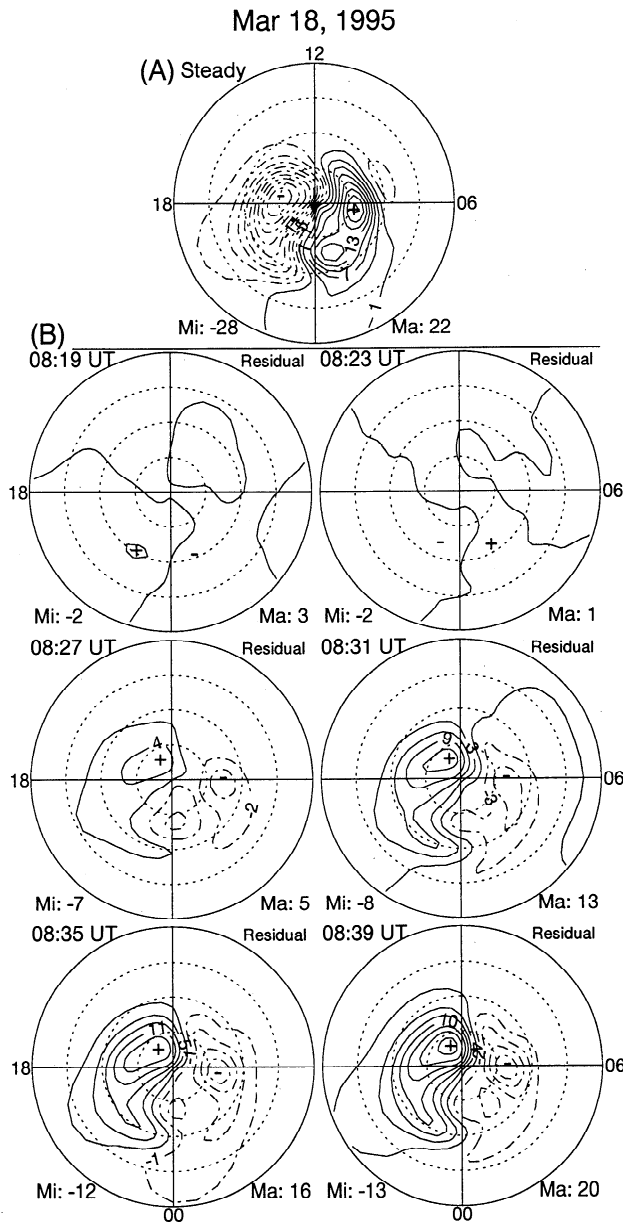 Mar 18, 1995
(A) Steady
12
18
06
13
1
Mi: -28
Ma: 22
(B)
08:19 UT
Residual
08:23 UT
Residual
18
06
+
-
-
+
Mi: -2
Ma: 3
Mi: -2
Ma: 1
08:27 UT
Residual
08:31 UT
Residual
4
+
-
9
3
+
-
18
06
2
3
Mi: -7
Ma: 5
Mi: -8
Ma: 13
08:35 UT
Residual
08:39 UT
Residual
11
+
-
10
+
-
18
06
1
Mi: -12
Ma: 16
Mi: -13
Ma: 20
00
00